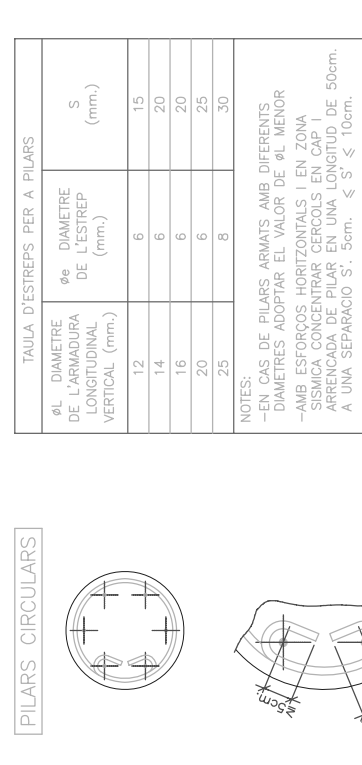 TAULA D'ESTREPS PER A PILARS
øL DIAMETRE
DE L'ARMADURA
LONGITUDINAL
VERTICAL (mm.)
øe DIAMETRE
DE L'ESTREP
(mm.)
S
(mm.)
12 6 15
14 6 20
16 6 20
20 6 25
25 8 30
NOTES:
-EN CAS DE PILARS ARMATS AMB DIFERENTS
DIAMETRES ADOPTAR EL VALOR DE øL MENOR
-AMB ESFORÇOS HORITZONTALS I EN ZONA
SISMICA CONCENTRAR CERCOLS EN CAP I
ARRENCADA DE PILAR EN UNA LONGITUD DE 50cm.
A UNA SEPARACIO S'. 5cm. ≤ S' ≤ 10cm.
PILARS CIRCULARS
≥5cm.